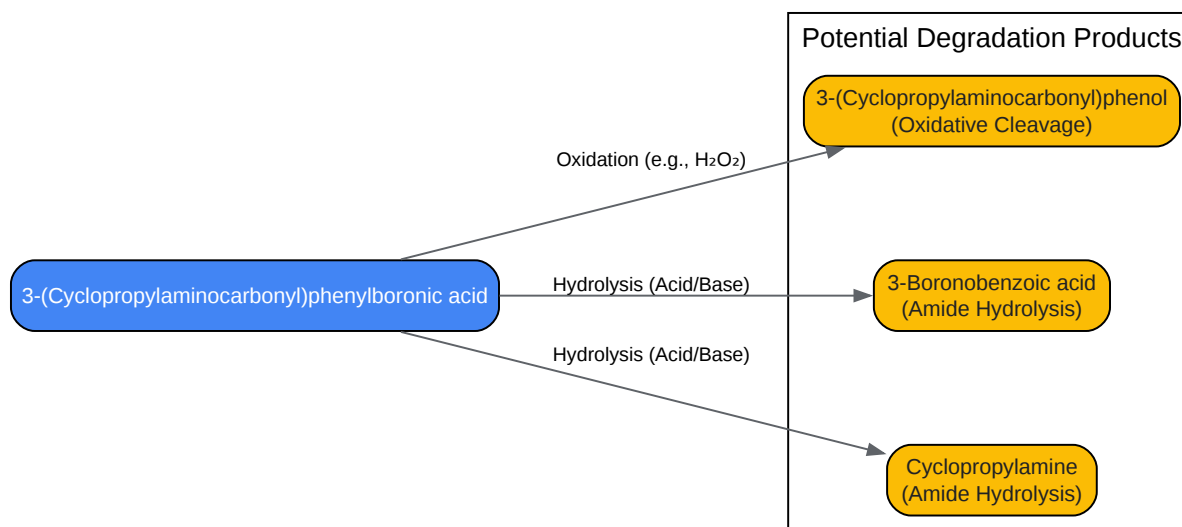 Potential Degradation Products
3-(Cyclopropylaminocarbonyl)phenol
(Oxidative Cleavage)
Oxidation (e.g., H₂O₂)
3-(Cyclopropylaminocarbonyl)phenylboronic acid
Hydrolysis (Acid/Base)
3-Boronobenzoic acid
(Amide Hydrolysis)
Hydrolysis (Acid/Base)
Cyclopropylamine
(Amide Hydrolysis)